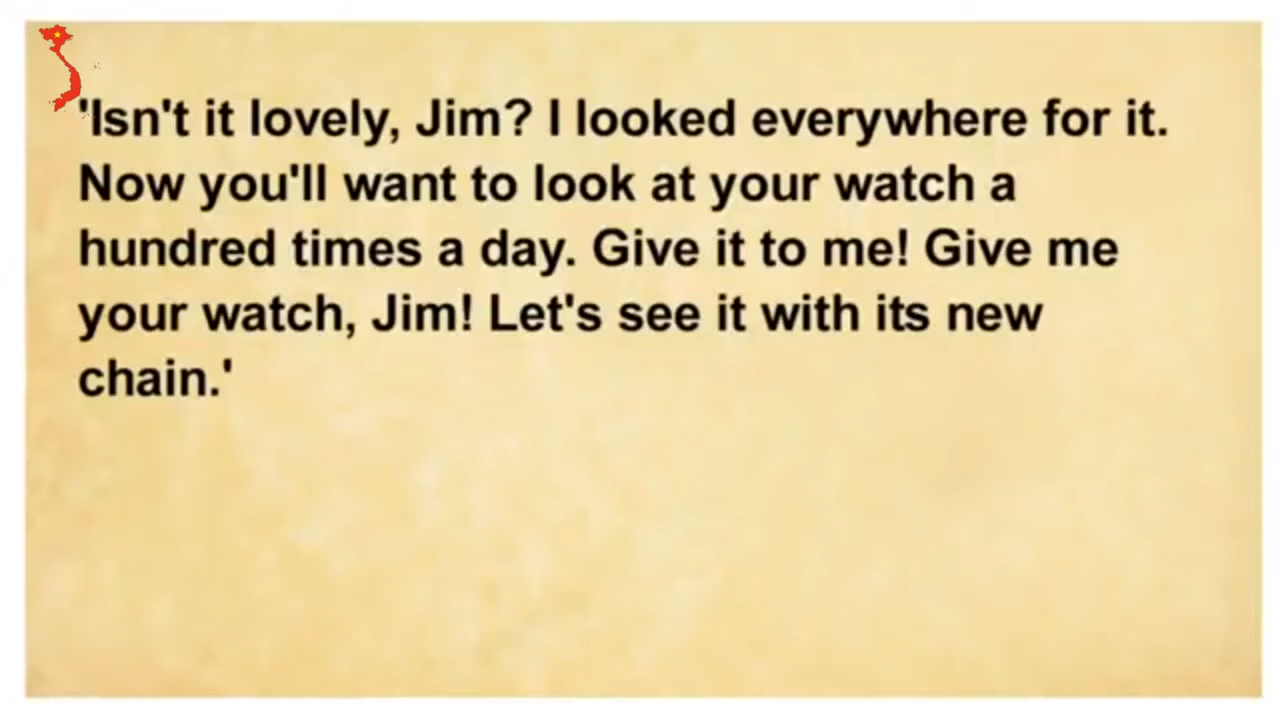 'Isn't it lovely, Jim? I looked everywhere for it.
Now you'll want to look at your watch a
hundred times a day. Give it to me! Give me
your watch, Jim! Let's see it with its new
chain.'